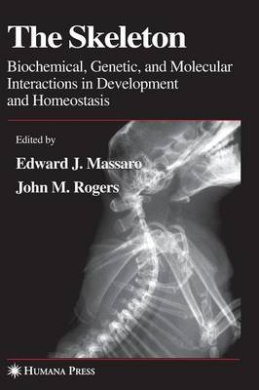 The Skeleton
Biochemical, Genetic, and Molecular
Interactions in Development
and Homeostasis
Edited by
Edward J. Massaro
John M. Rogers
HUMANA PRESS